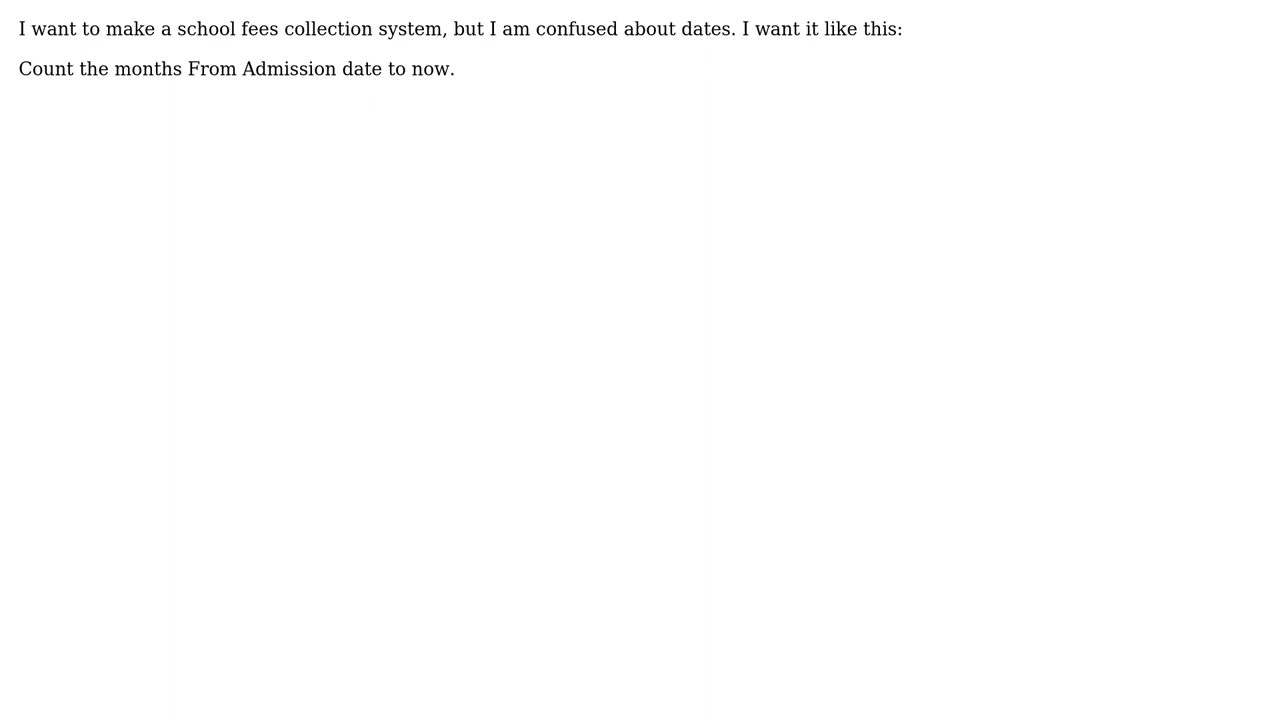 I want to make a school fees collection system, but I am confused about dates. I want it like this:
Count the months From Admission date to now.